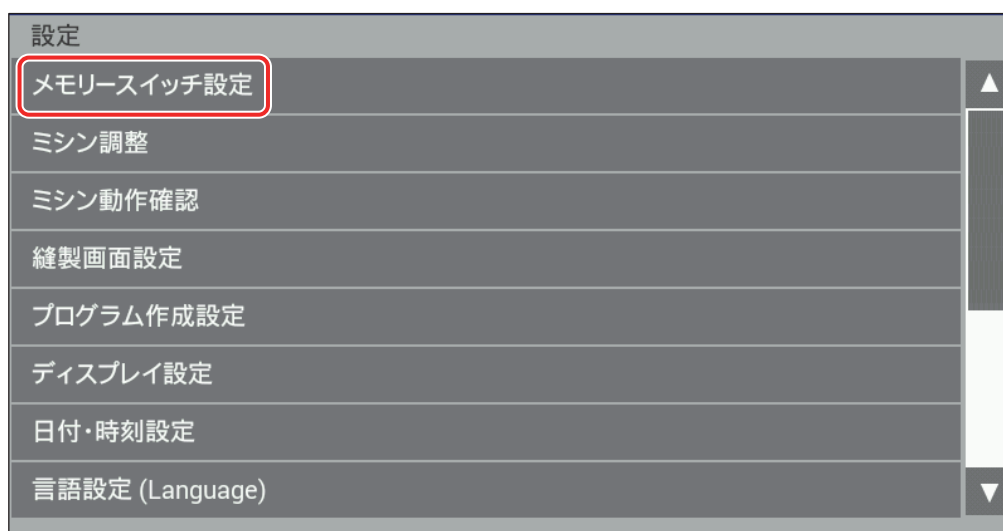 設定
メモリースイッチ設定
ミシン調整
ミシン動作確認
縫製画面設定
プログラム作成設定
ディスプレイ設定
日付・時刻設定
言語設定 (Language)